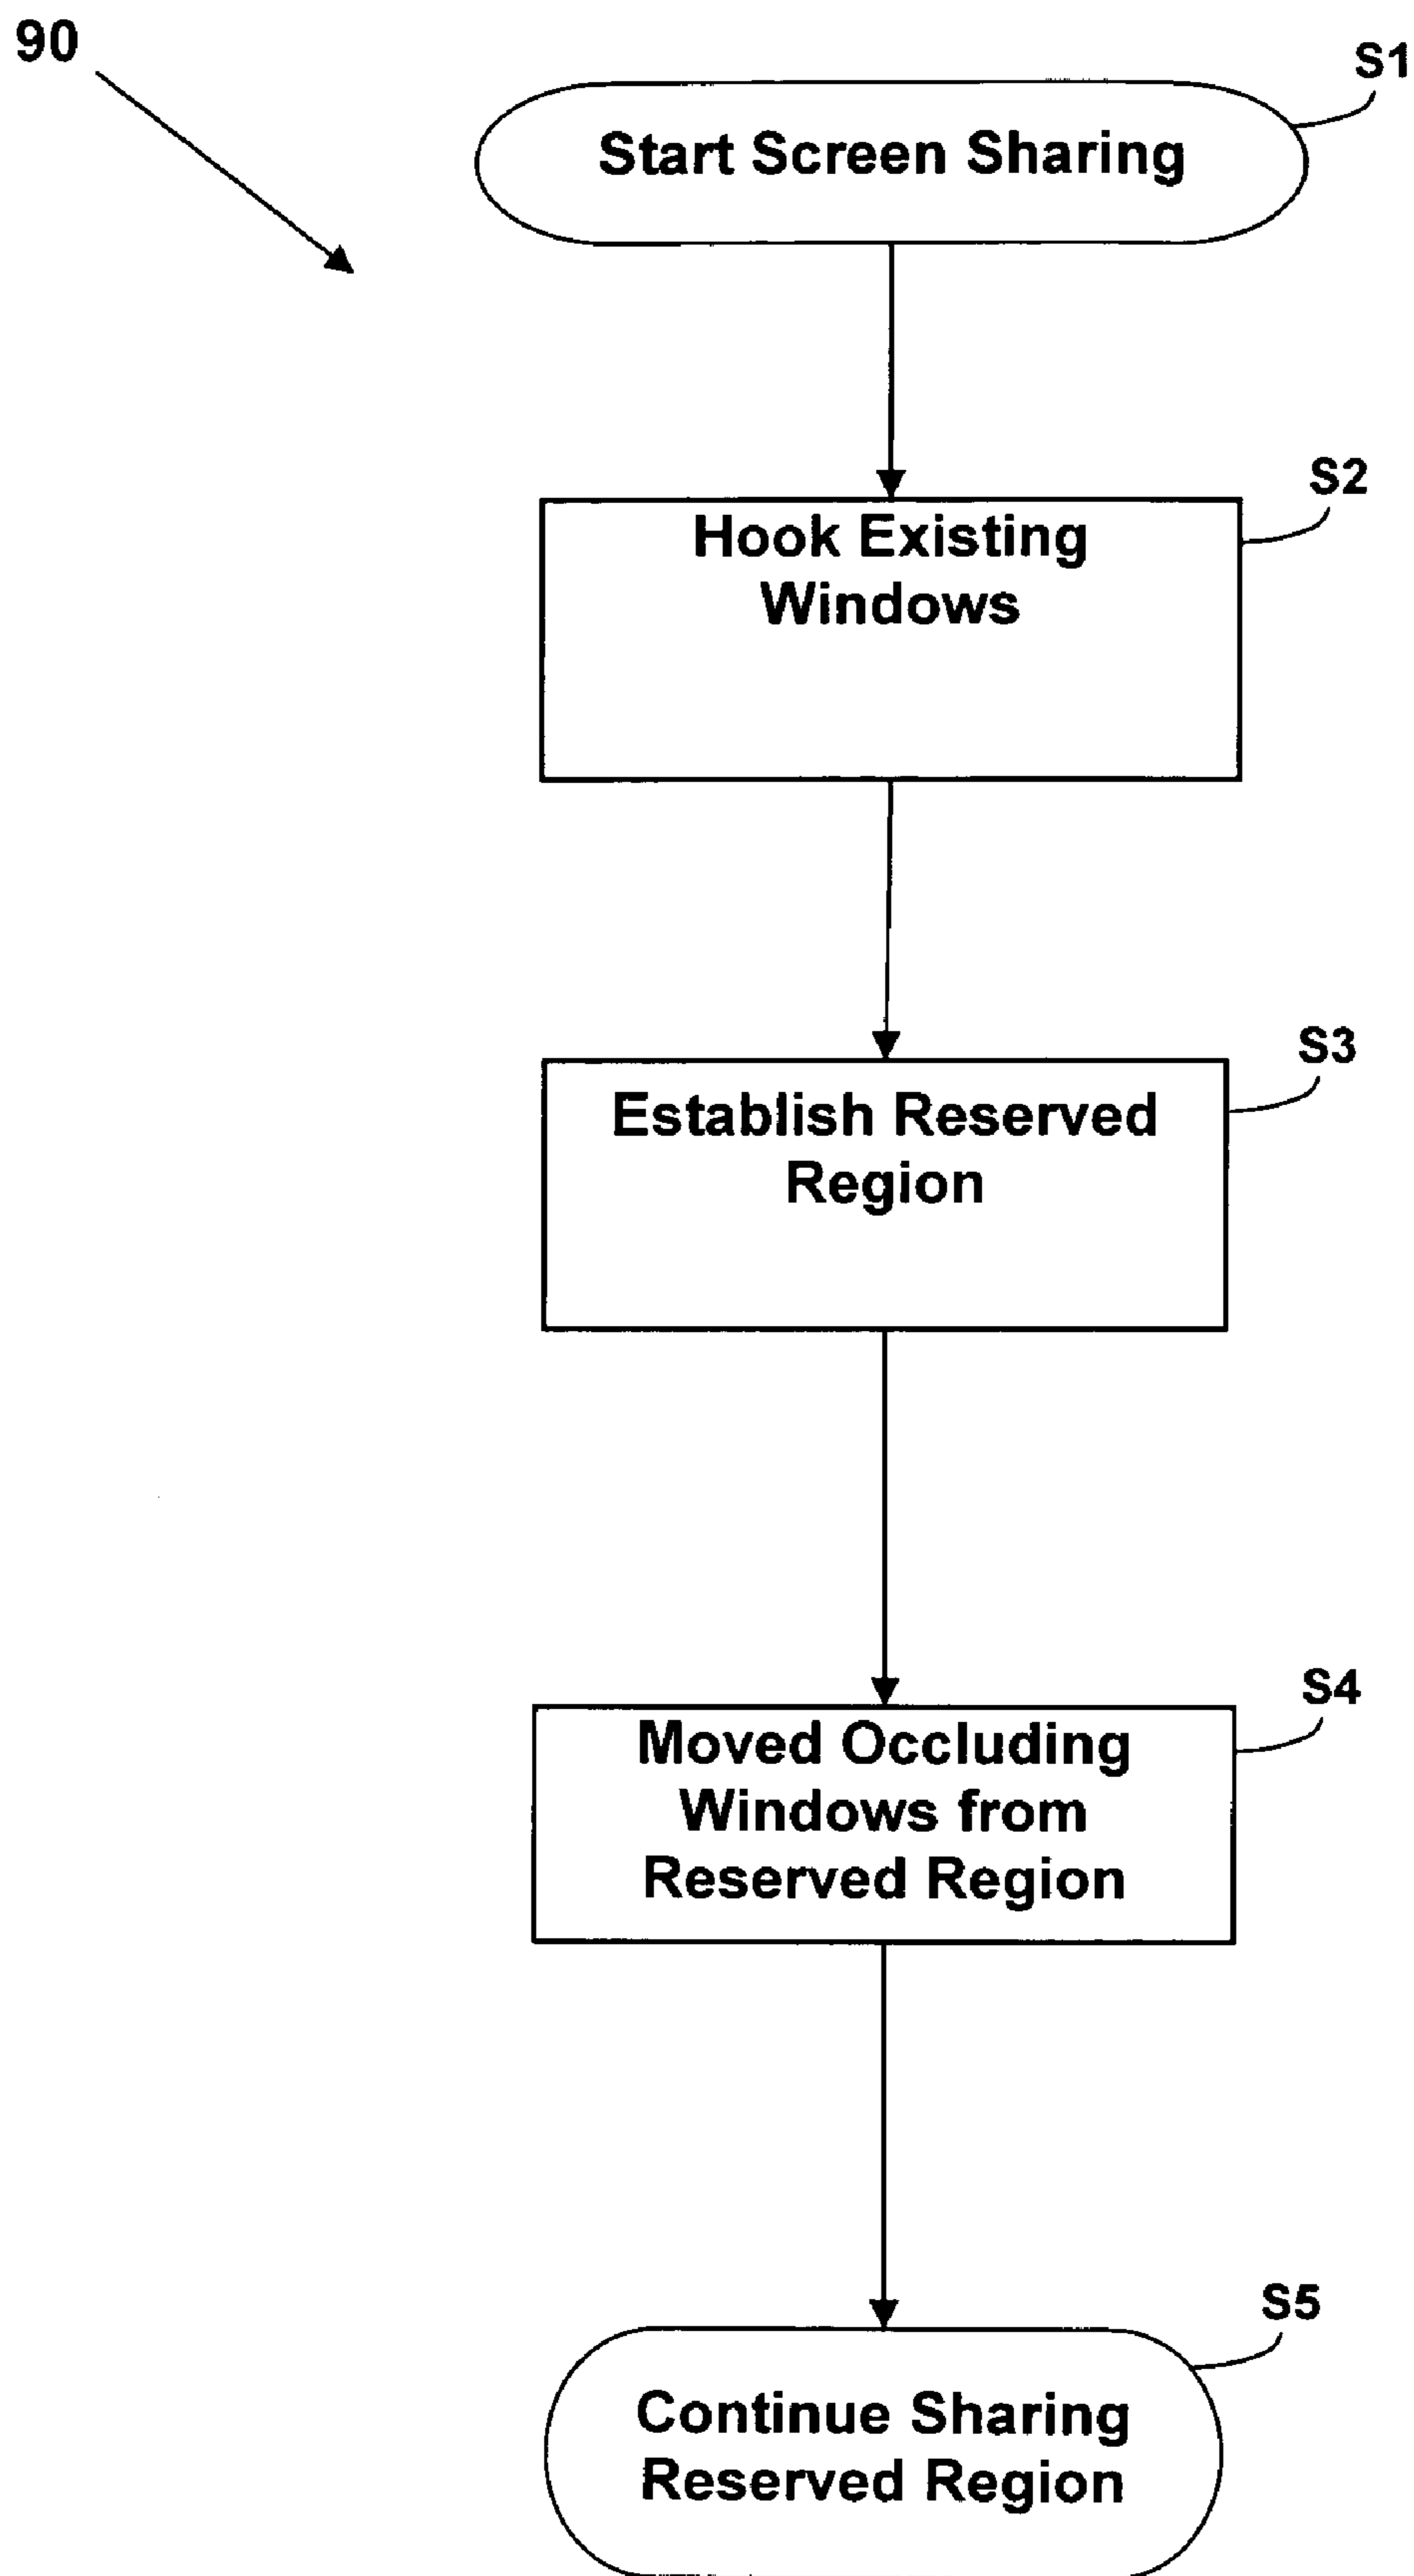 90
S1
Start Screen Sharing
S2
Hook Existing
Windows
S3
Establish Reserved
Region
S4
Moved Occluding
Windows from
Reserved Region
S5
Continue Sharing
Reserved Region